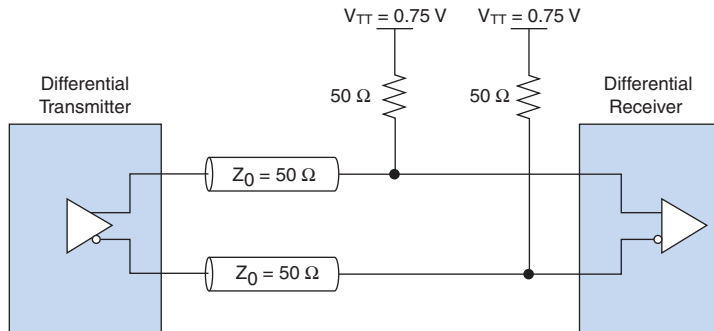 V_TT = 0.75 V V_TT = 0.75 V
Differential
Transmitter
50 Ω 50 Ω
Differential
Receiver
Z_0 = 50 Ω
Z_0 = 50 Ω